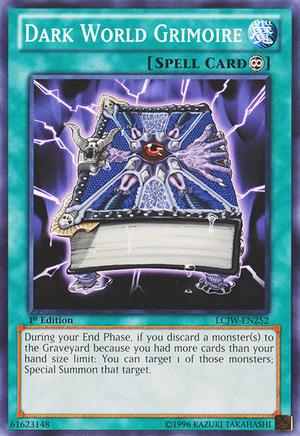 DARK WORLD GRIMOIRE
[SPELL CARD]
1st Edition
LCJW-EN252
During your End Phase, if you discard a monster(s) to
the Graveyard because you had more cards than your
hand size limit: You can target 1 of those monsters;
Special Summon that target.
61623148
©1996 KAZUKI TAKAHASHI